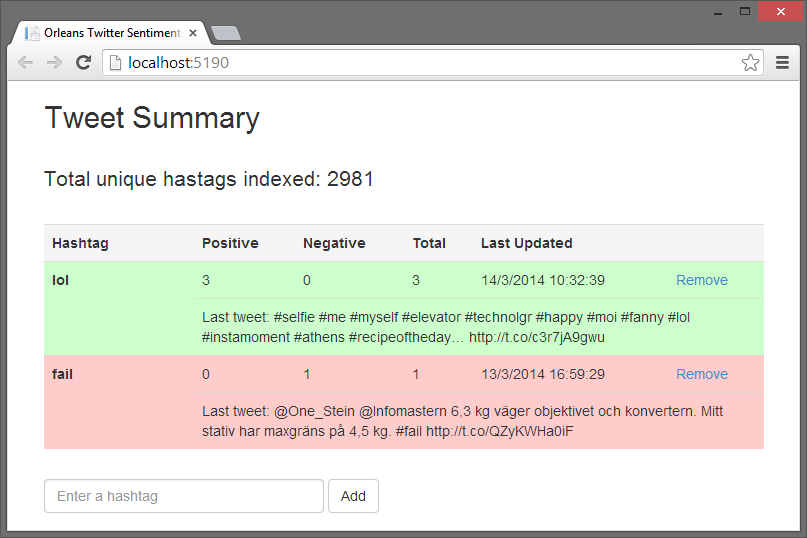 Orleans Twitter Sentiment
localhost:5190
Tweet Summary
Total unique hastags indexed: 2981
Hashtag Positive Negative Total Last Updated
lol 3 0 3 14/3/2014 10:32:39 Remove
Last tweet: #selfie #me #myself #elevator #technolgr #happy #moi #fanny #lol
#instamoment #athens #recipeoftheday… http://t.co/c3r7jA9gwu
fail 0 1 1 13/3/2014 16:59:29 Remove
Last tweet: @One_Stein @Infomastern 6,3 kg väger objektivet och konvertern. Mitt
stativ har maxgräns på 4,5 kg. #fail http://t.co/QZyKWHa0iF
Enter a hashtag Add